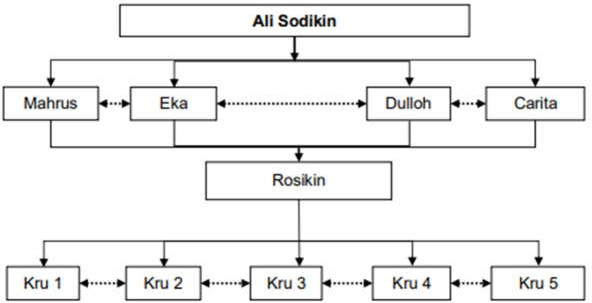 Ali Sodikin
Mahrus
Eka
Dulloh
Carita
Rosikin
Kru 1
Kru 2
Kru 3
Kru 4
Kru 5